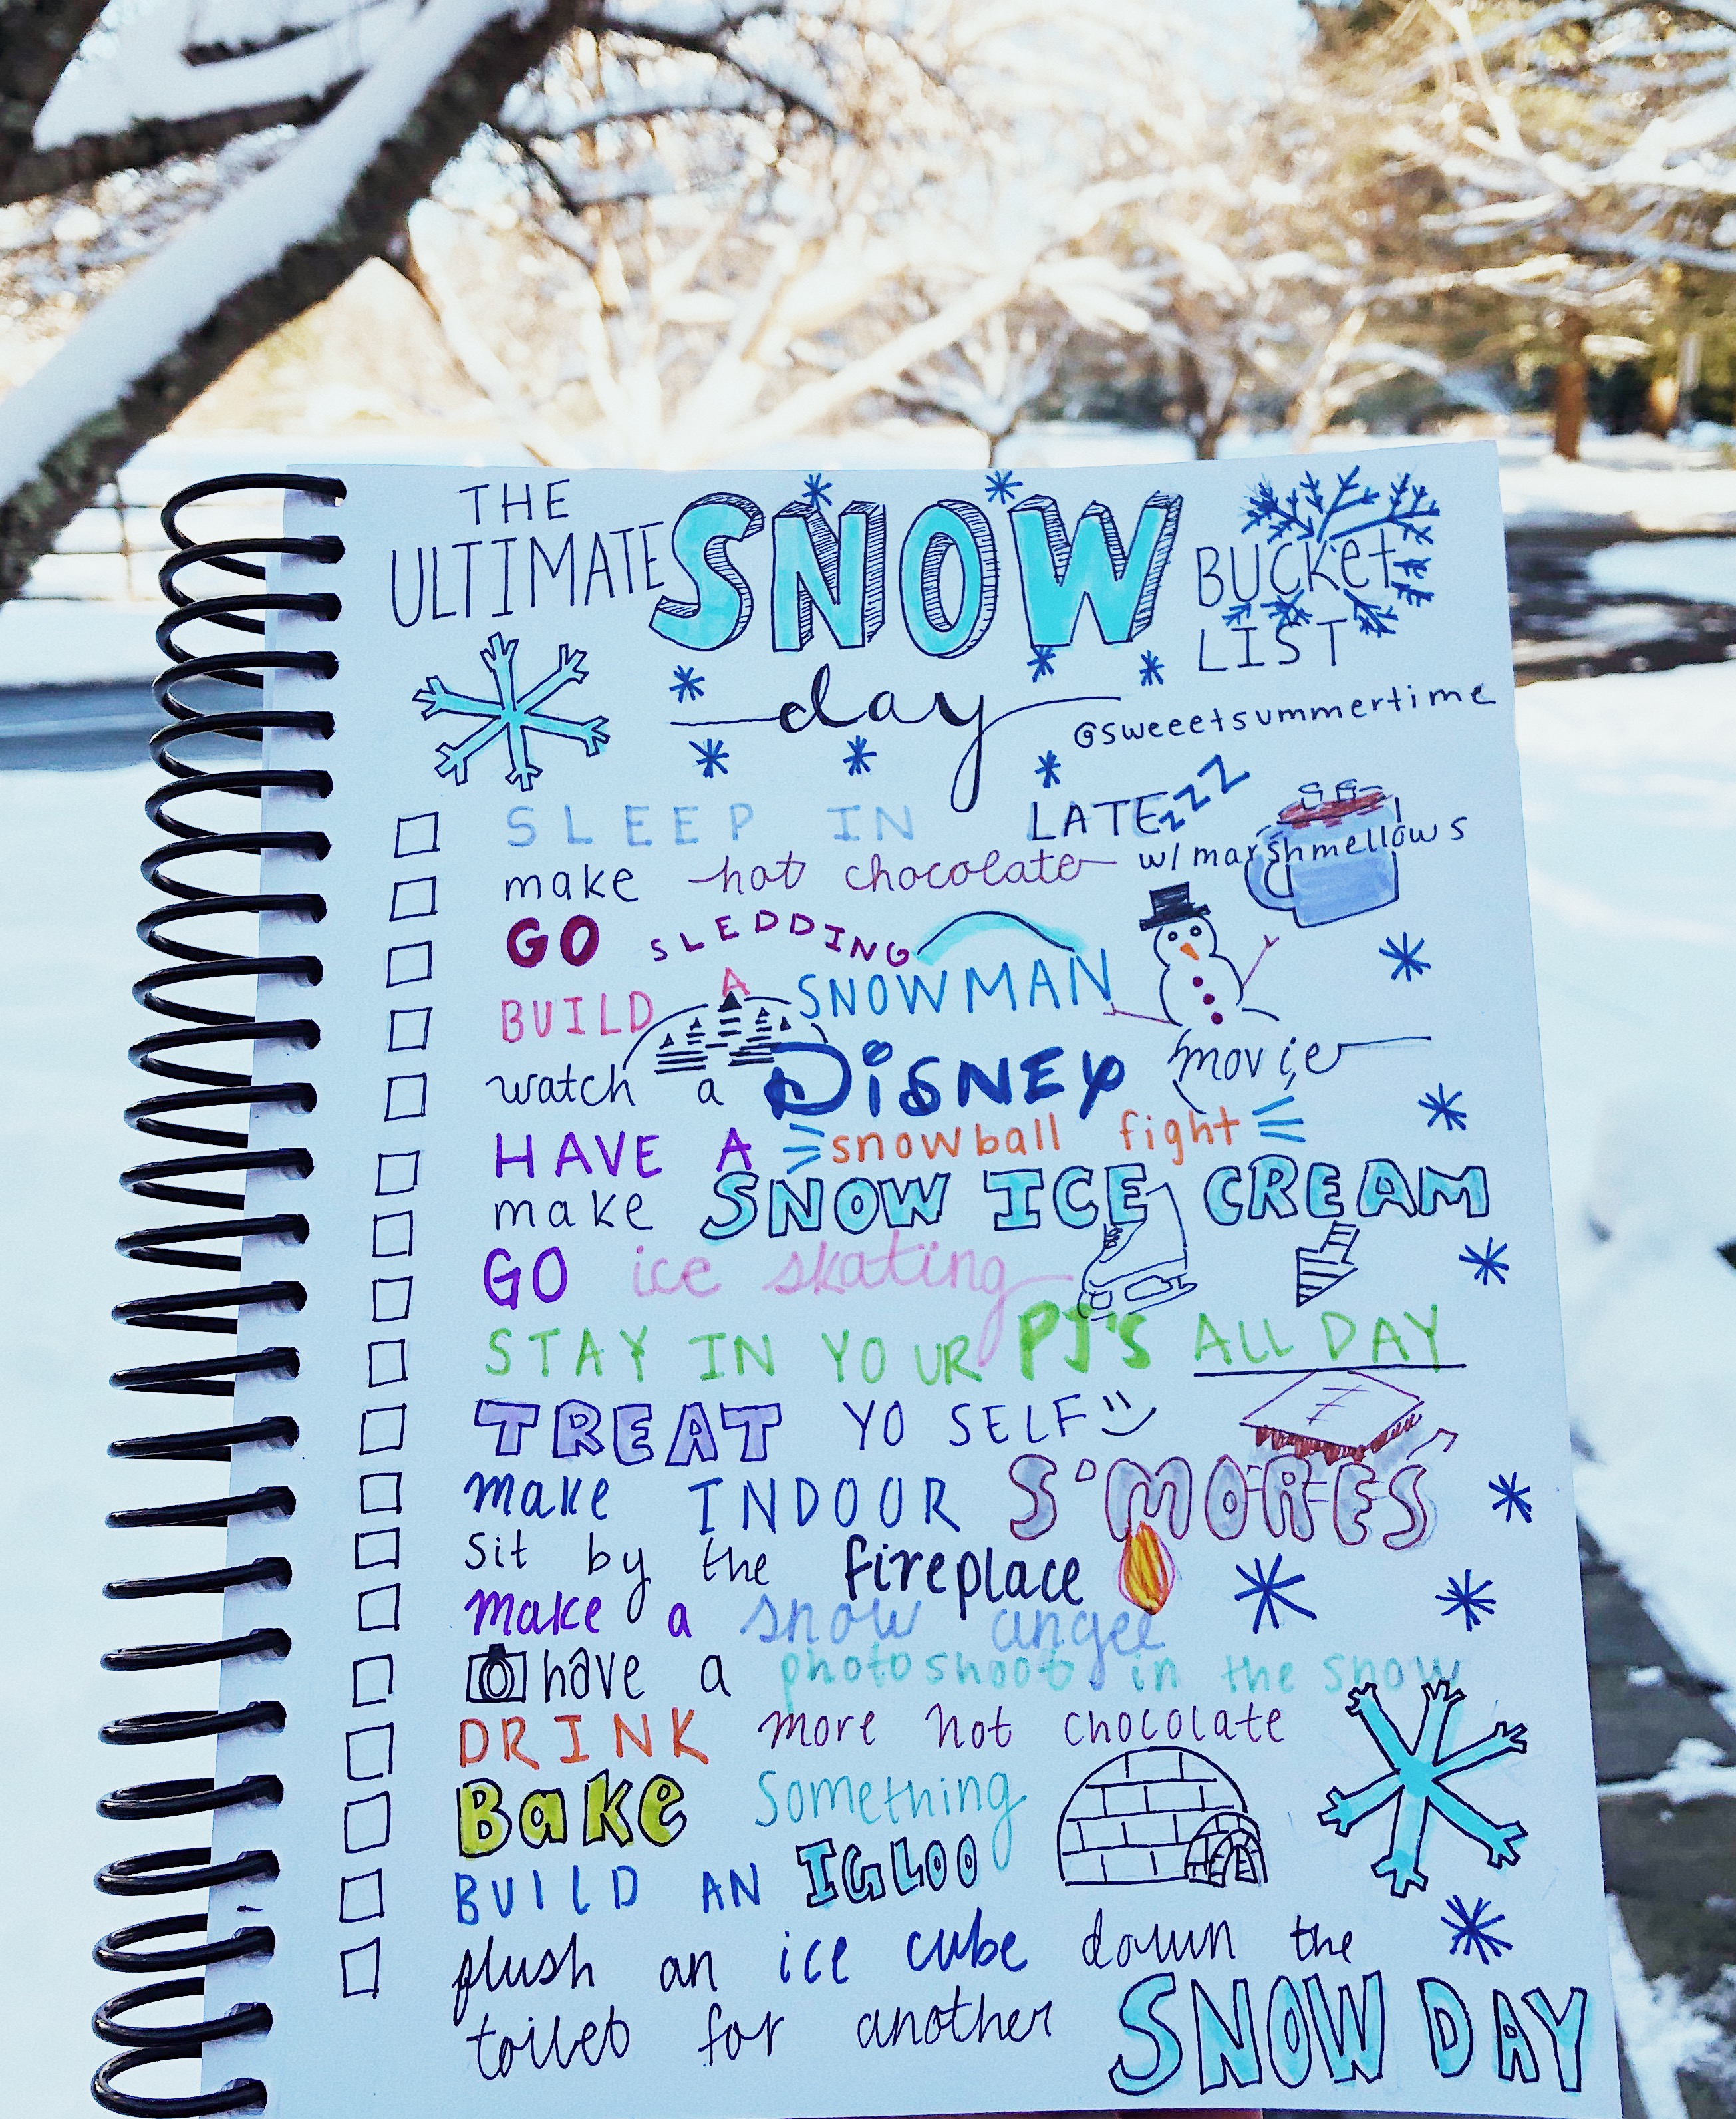 THE
ULTIMATE SNOW BUCKET
LIST
day
@sweeetsummertime
SLEEP IN LATE zzz
make hot chocolate w/marshmellows
GO SLEDDING
BUILD A SNOWMAN
watch a DiSNEY movie
HAVE A snowball fight
make SNOW ICE CREAM
GO ice skating
STAY IN YOUR PJ'S ALL DAY
TREAT YO SELF
make INDOOR S'MORES
sit by the fireplace
make a snow angel
have a photoshoot in the snow
DRINK more hot chocolate
Bake Something
BUILD AN IGLOO
flush an ice cube down the
toilet for another SNOW DAY